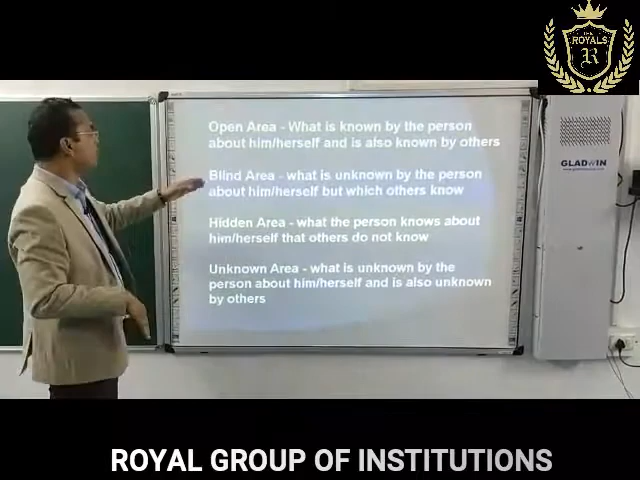 THE
ROYALS
R
Open Area - What is known by the person
about him/herself and is also known by others
Blind Area - what is unknown by the person
about him/herself but which others know
Hidden Area - what the person knows about
him/herself that others do not know
Unknown Area - what is unknown by the
person about him/herself and is also unknown
by others
GLADWIN
ROYAL GROUP OF INSTITUTIONS